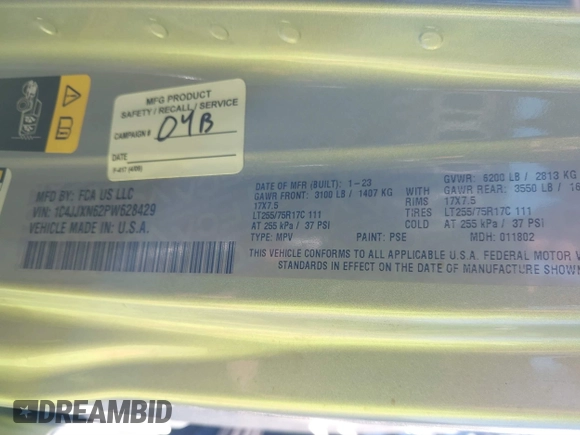 MFG PRODUCT
SAFETY / RECALL / SERVICE
CAMPAIGN # 04B
DATE
MFD BY: FCA US LLC
VIN: 1C4JJXN62PW628429
VEHICLE MADE IN: U.S.A.
DATE OF MFR (BUILT): 1-23
GAWR FRONT: 3100 LB / 1407 KG
17X7.5
LT255/75R17C 111
AT 255 kPa / 37 PSI
TYPE: MPV
PAINT: PSE
GVWR: 6200 LB / 2813 KG
WITH GAWR REAR: 3550 LB /
RIMS 17X7.5
TIRES LT255/75R17C 111
COLD AT 255 kPa / 37 PSI
MDH: 011802
THIS VEHICLE CONFORMS TO ALL APPLICABLE U.S.A. FEDERAL MOTOR
STANDARDS IN EFFECT ON THE DATE OF MANUFACTURE SHOWN
DREAMBID